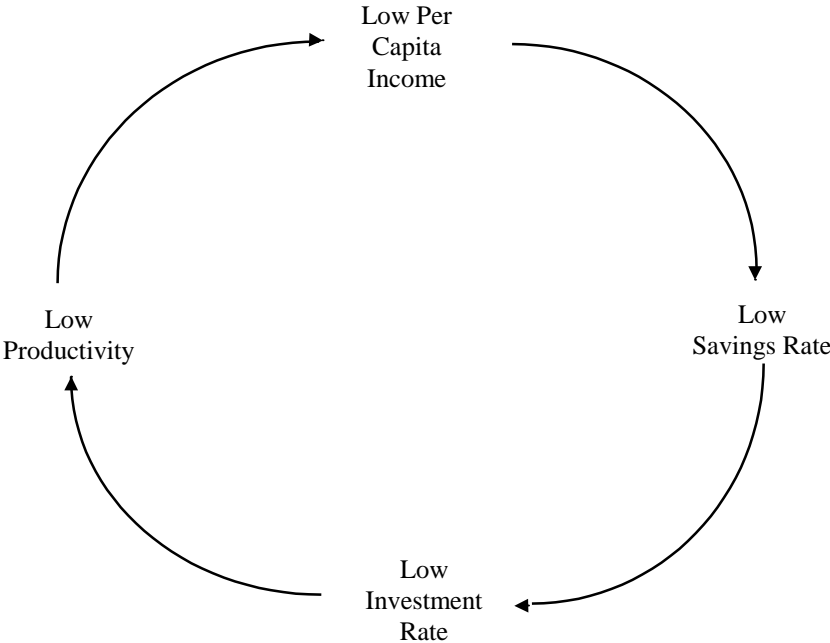 Low Per
Capita
Income
Low
Savings Rate
Low
Investment
Rate
Low
Productivity